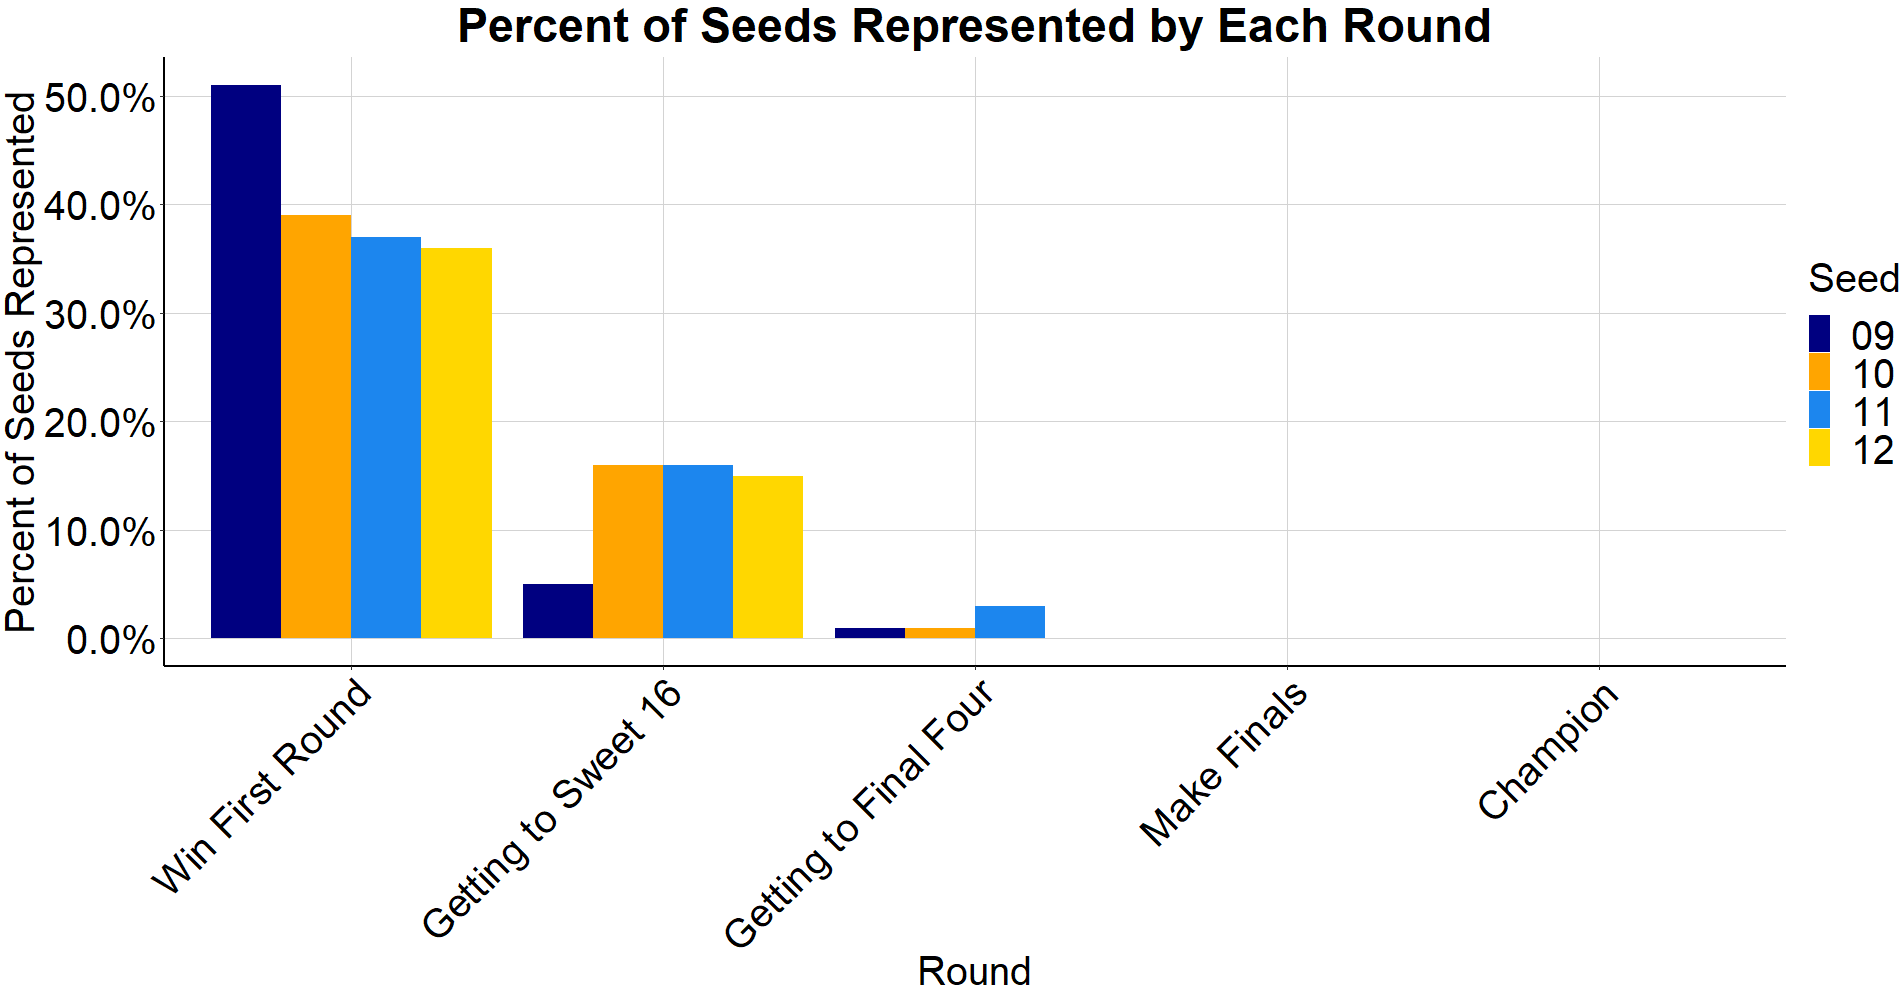 Percent of Seeds Represented by Each Round
Percent of Seeds Represented
50.0%
40.0%
30.0%
20.0%
10.0%
0.0%
Win First Round
Getting to Sweet 16
Getting to Final Four
Make Finals
Champion
Round
Seed
09
10
11
12